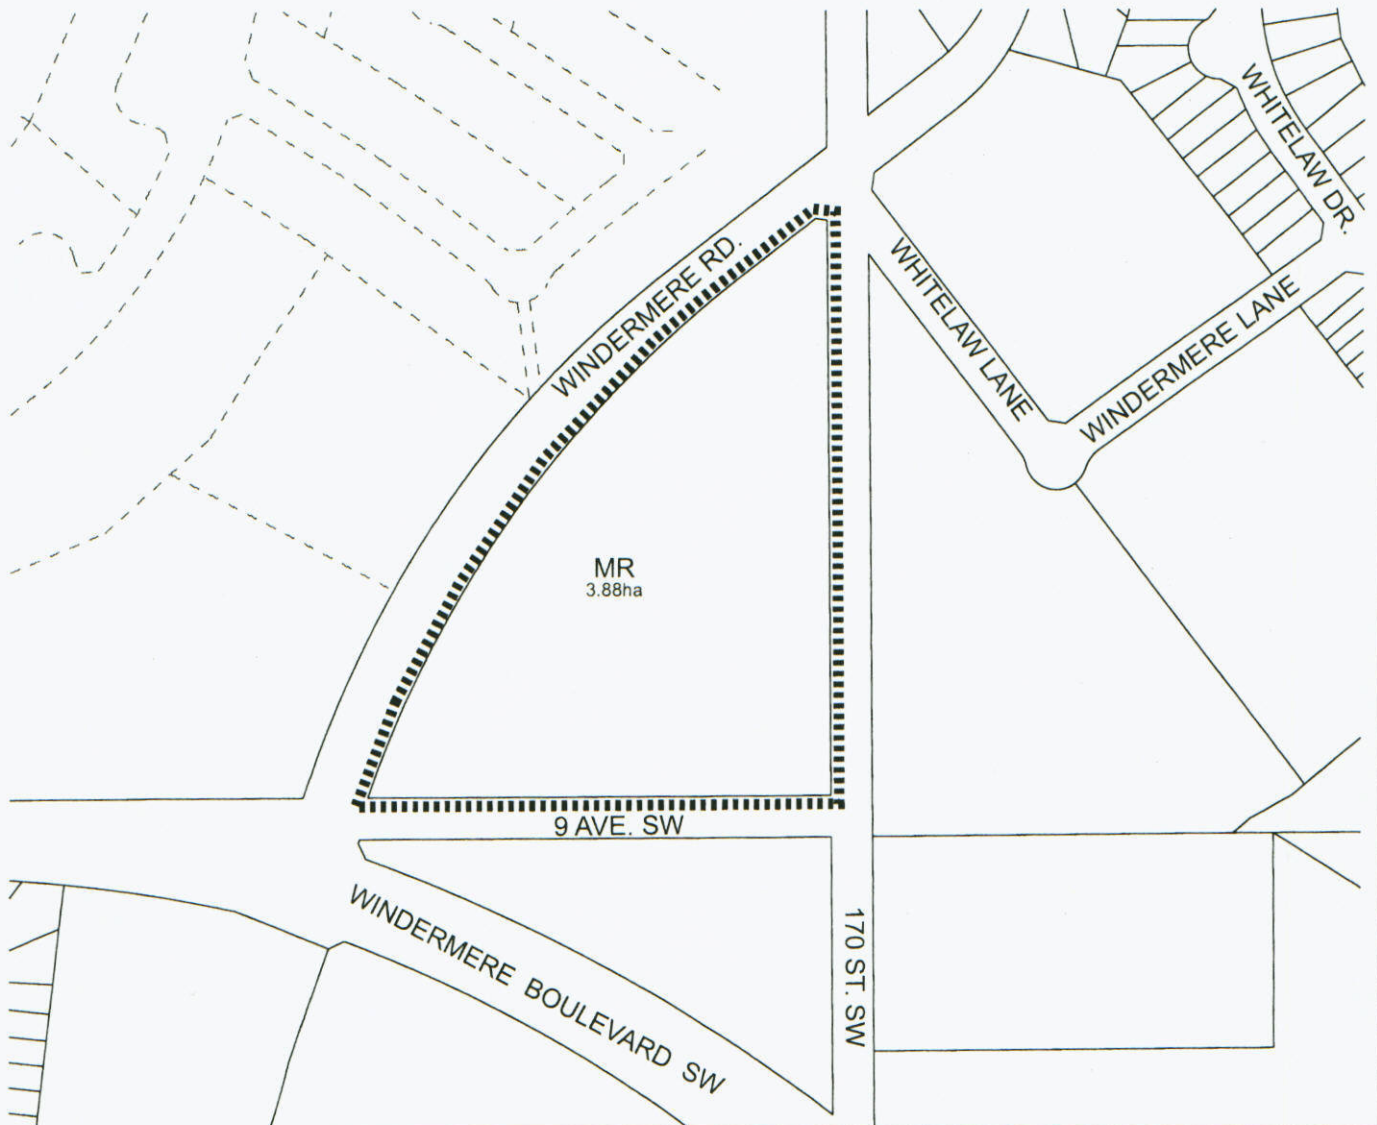 WHITELAW DR.
WINDERMERE RD.
WHITELAW LANE
WINDERMERE LANE
MR
3.88ha
9 AVE. SW
WINDERMERE BOULEVARD SW
170 ST. SW